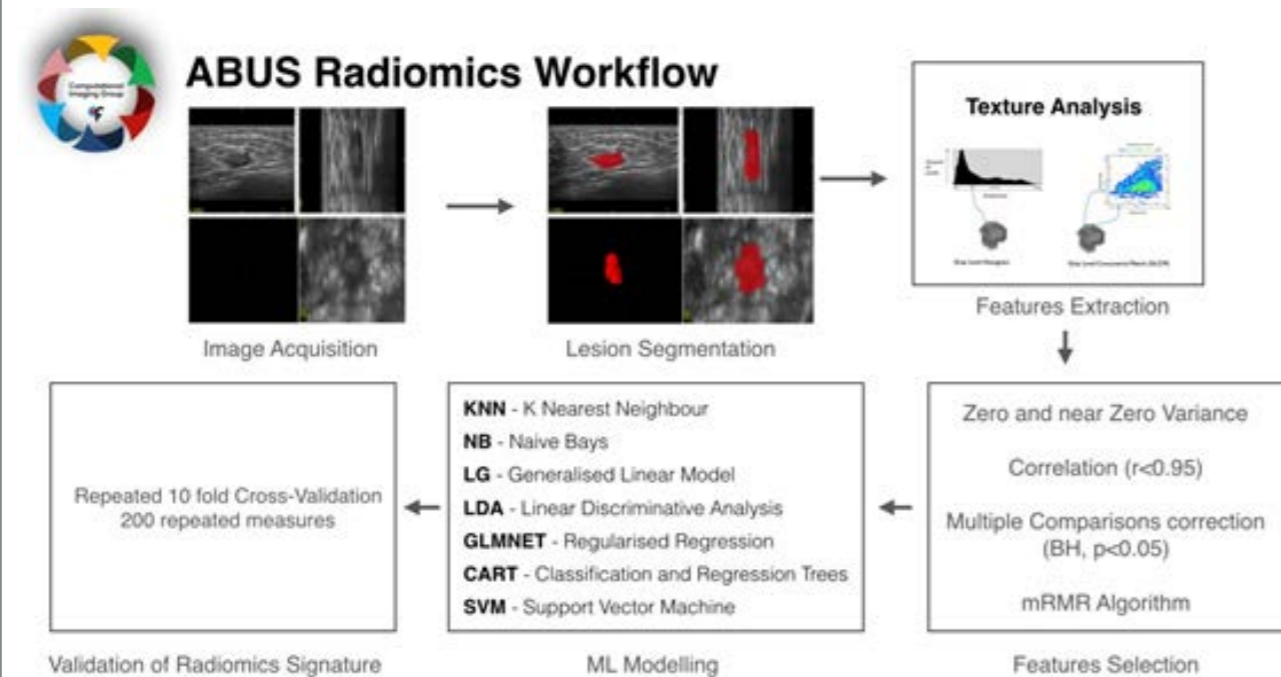 Computational
Imaging Group
ABUS Radiomics Workflow
Texture Analysis
Image Acquisition
Lesion Segmentation
Features Extraction
Zero and near Zero Variance
Correlation (r<0.95)
Multiple Comparisons correction
(BH, p<0.05)
mRMR Algorithm
Features Selection
KNN - K Nearest Neighbour
NB - Naive Bays
LG - Generalised Linear Model
LDA - Linear Discriminative Analysis
GLMNET - Regularised Regression
CART - Classification and Regression Trees
SVM - Support Vector Machine
ML Modelling
Repeated 10 fold Cross-Validation
200 repeated measures
Validation of Radiomics Signature